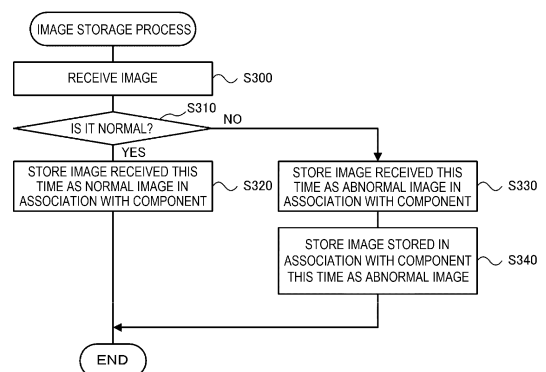 IMAGE STORAGE PROCESS
RECEIVE IMAGE
S300
IS IT NORMAL?
S310
NO
YES
STORE IMAGE RECEIVED THIS
TIME AS NORMAL IMAGE IN
ASSOCIATION WITH COMPONENT
S320
STORE IMAGE RECEIVED THIS
TIME AS ABNORMAL IMAGE IN
ASSOCIATION WITH COMPONENT
S330
STORE IMAGE STORED IN
ASSOCIATION WITH COMPONENT
THIS TIME AS ABNORMAL IMAGE
S340
END